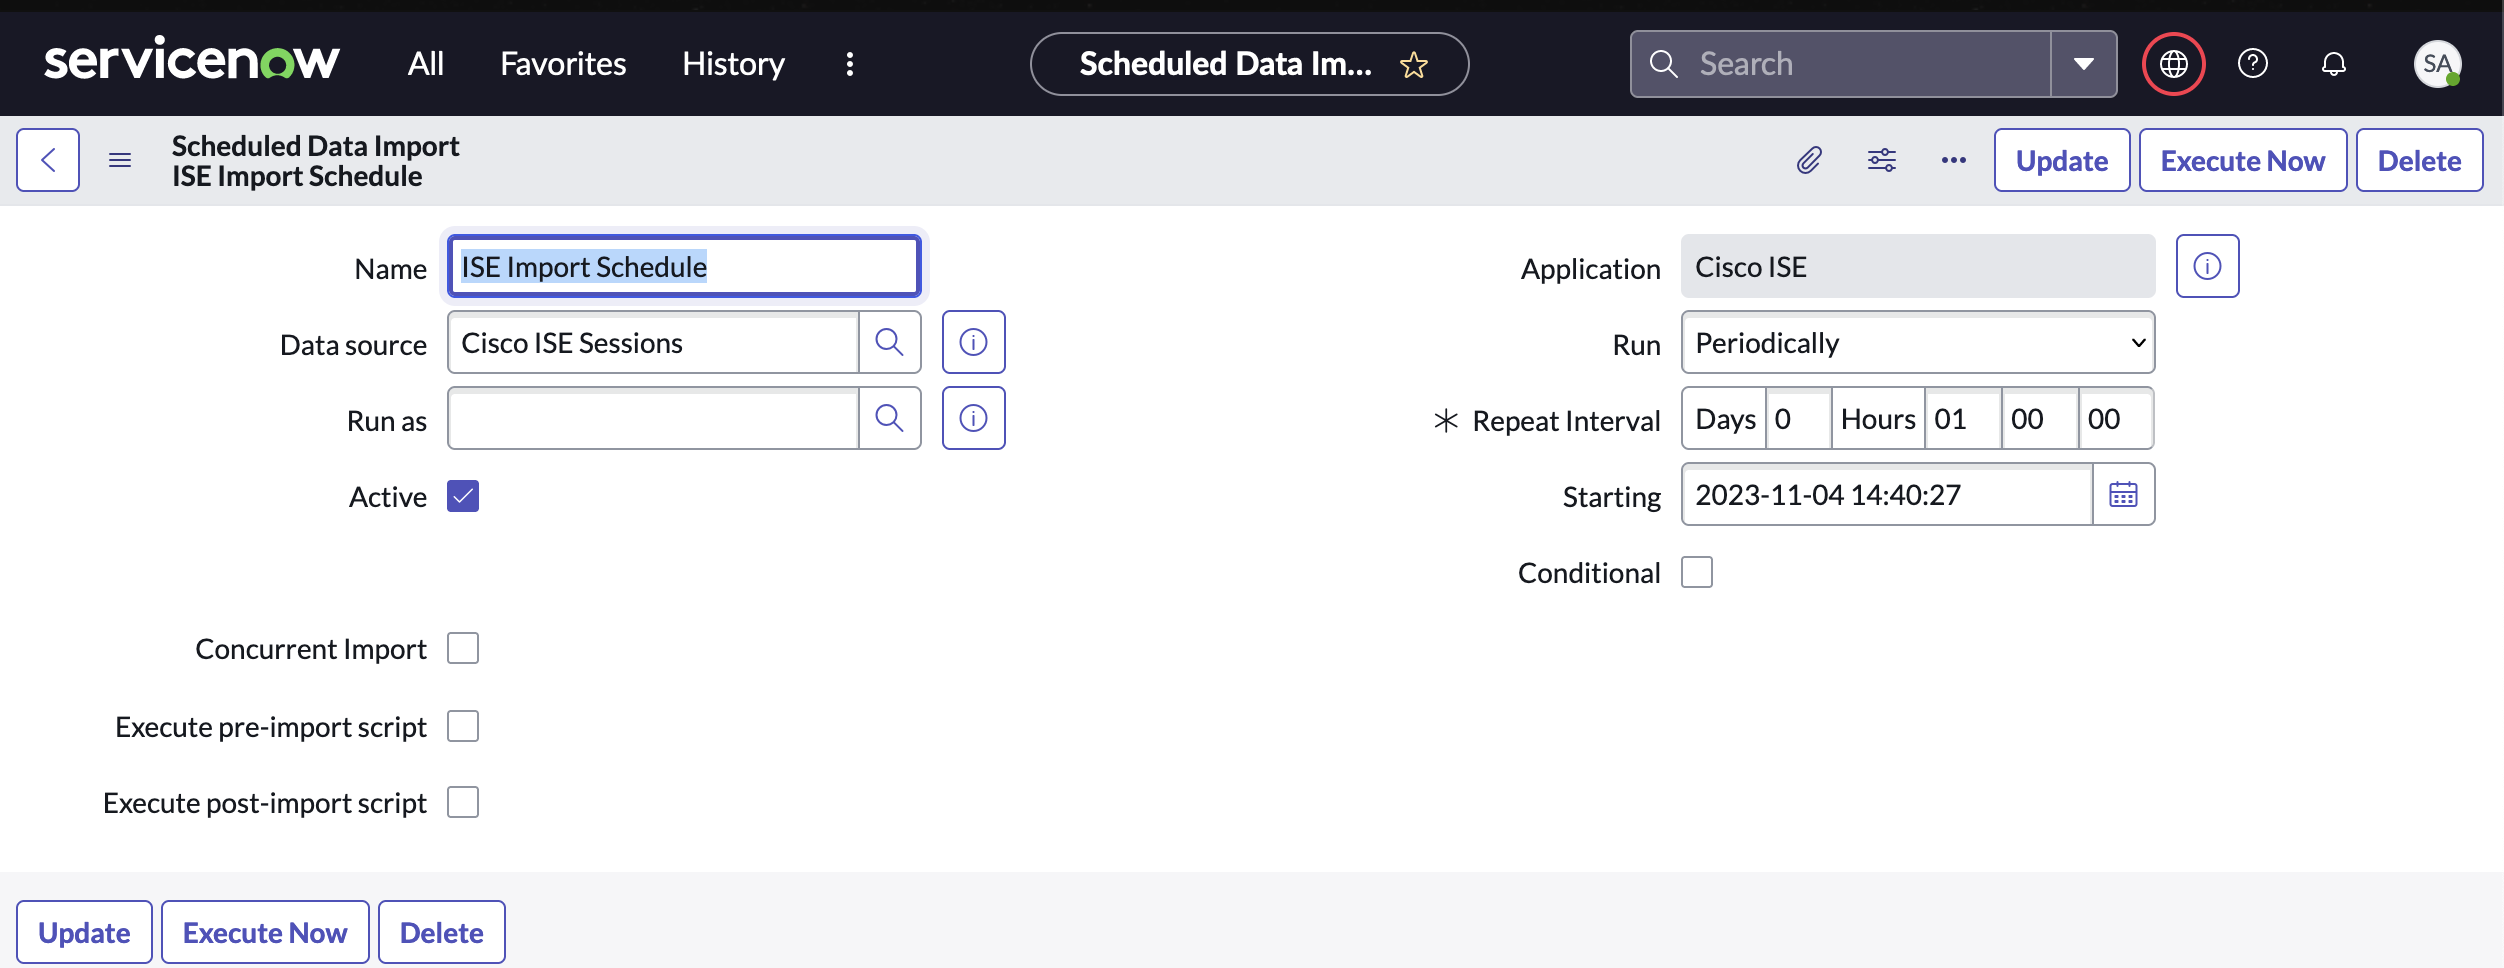 servicenow All Favorites History Scheduled Data Im... Search SA
Scheduled Data Import
ISE Import Schedule
Update Execute Now Delete
Name ISE Import Schedule
Application Cisco ISE
Data source Cisco ISE Sessions
Run Periodically
Run as
* Repeat Interval Days 0 Hours 01 00 00
Active
Starting 2023-11-04 14:40:27
Conditional
Concurrent Import
Execute pre-import script
Execute post-import script
Update Execute Now Delete